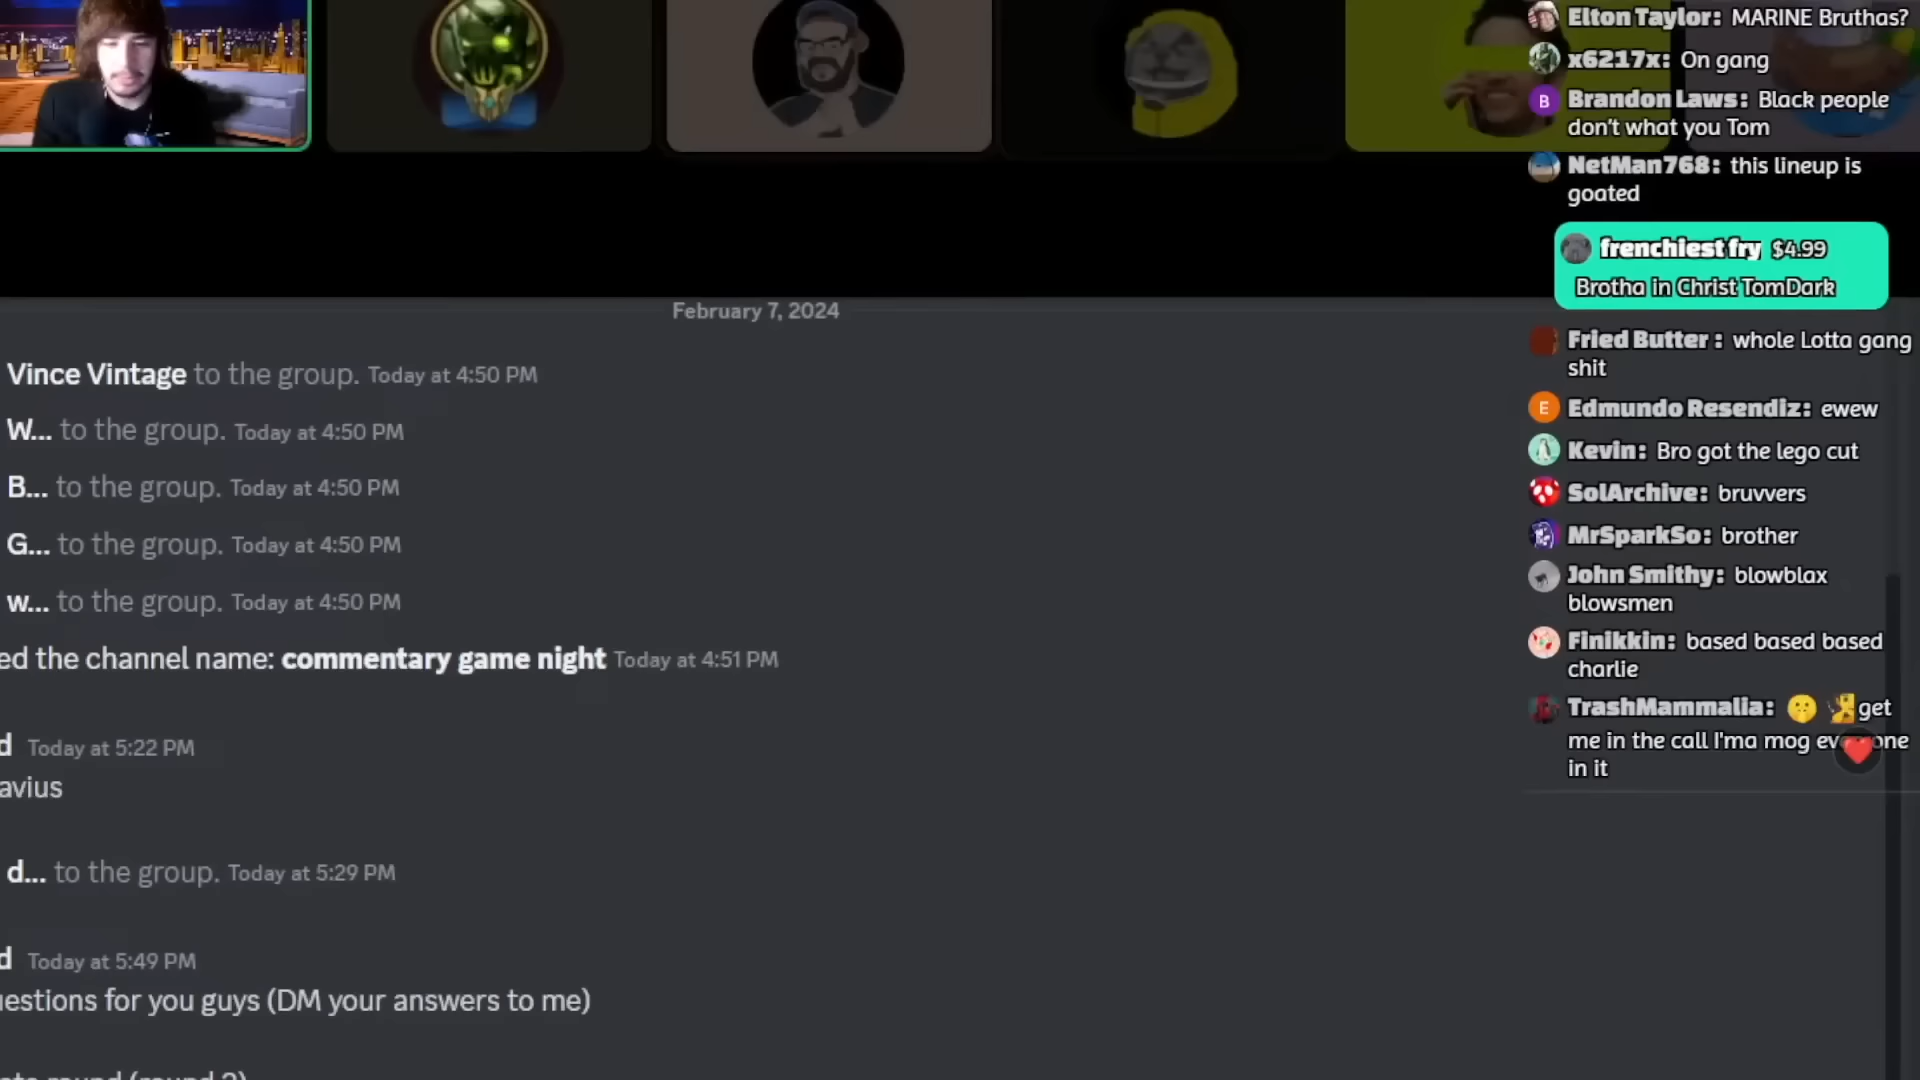 February 7, 2024
Vince Vintage to the group. Today at 4:50 PM
W... to the group. Today at 4:50 PM
B... to the group. Today at 4:50 PM
G... to the group. Today at 4:50 PM
w... to the group. Today at 4:50 PM
ed the channel name: commentary game night Today at 4:51 PM
d Today at 5:22 PM
avius
d... to the group. Today at 5:29 PM
d Today at 5:49 PM
uestions for you guys (DM your answers to me)
Elton Taylor: MARINE Bruthas?
x6217x: On gang
B Brandon Laws: Black people
don't what you Tom
NetMan768: this lineup is
goated
frenchiest fry $4.99
Brotha in Christ TomDark
Fried Butter : whole Lotta gang
shit
E Edmundo Resendiz: ewew
Kevin: Bro got the lego cut
SolArchive: bruvvers
MrSparkSo: brother
John Smithy: blowblax
blowsmen
Finikkin: based based based
charlie
TrashMammalia: 🤫 🧏get
me in the call I'ma mog everyone
in it